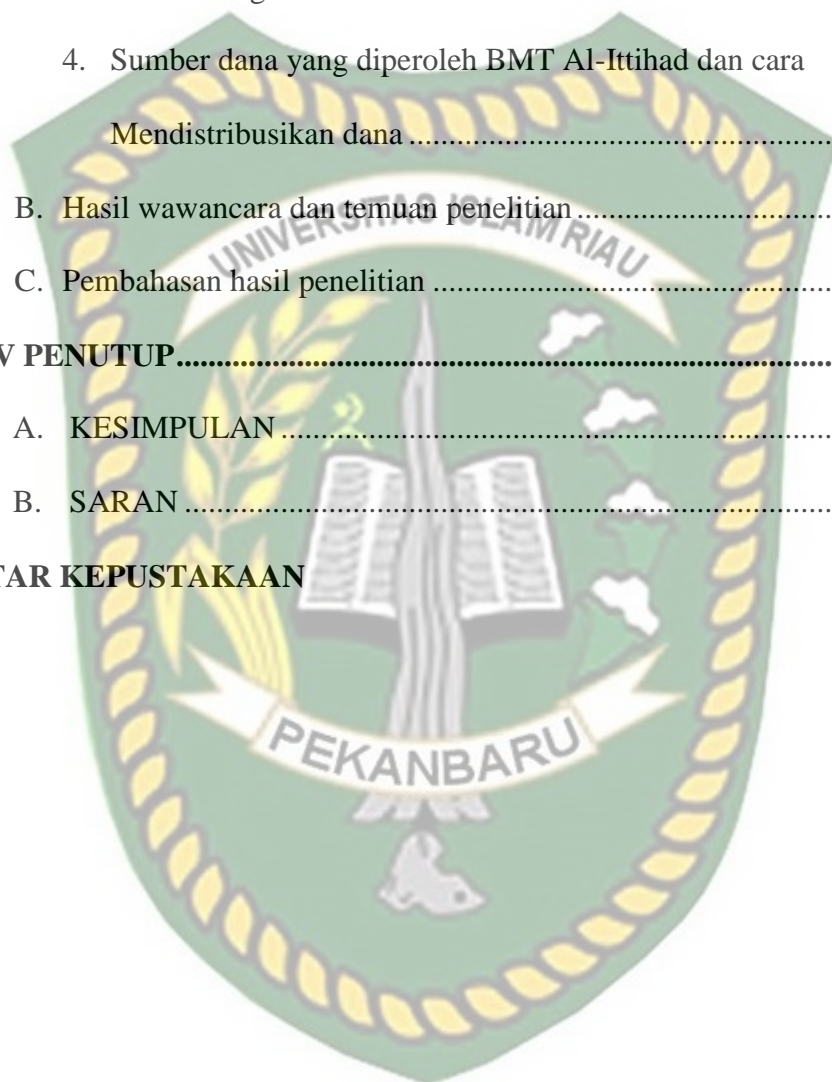 4. Sumber dana yang diperoleh BMT Al-Ittihad dan cara
Mendistribusikan dana ..............................................
B. Hasil wawancara dan temuan penelitian ...........................
UNIVERSITAS ISLAM RIAU
C. Pembahasan hasil penelitian .............................................
V PENUTUP..................................................................................
A. KESIMPULAN ..................................................................
B. SARAN ..............................................................................
TAR KEPUSTAKAAN
PEKANBARU